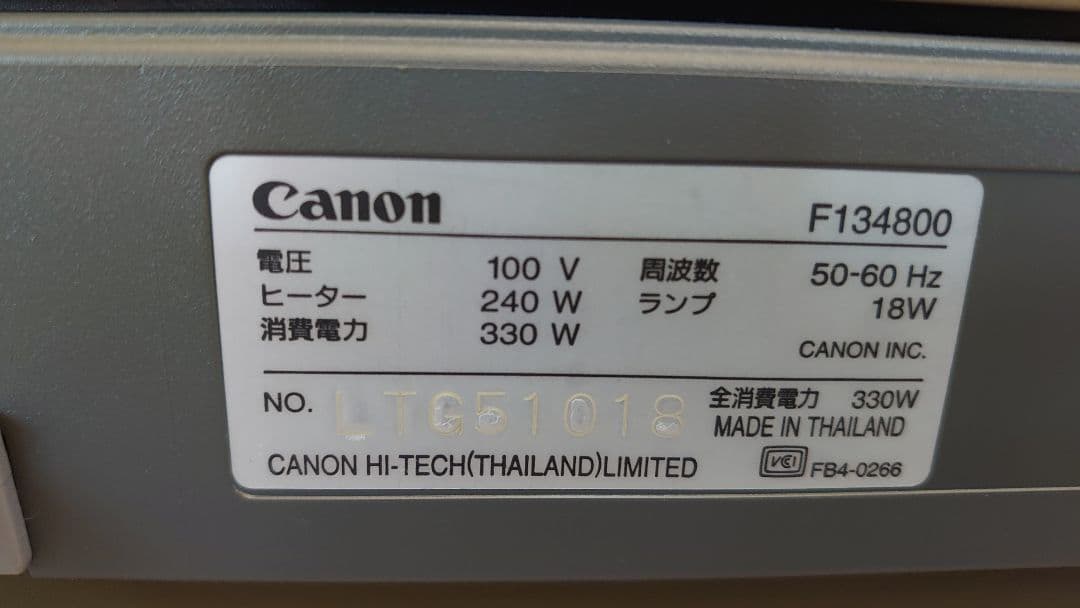 Canon F134800
電圧 100 V 周波数 50-60 Hz
ヒーター 240 W ランプ 18W
消費電力 330 W
CANON INC.
NO. LTG51018 全消費電力 330W
MADE IN THAILAND
CANON HI-TECH(THAILAND)LIMITED VCI FB4-0266